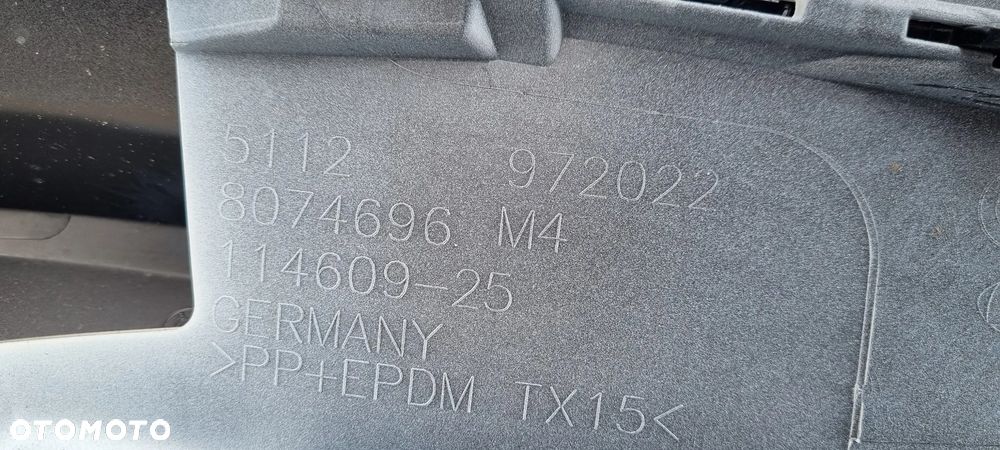 5112 972022
8074696 M4
114609-25
GERMANY
>PP+EPDM TX15<
OTOMOTO